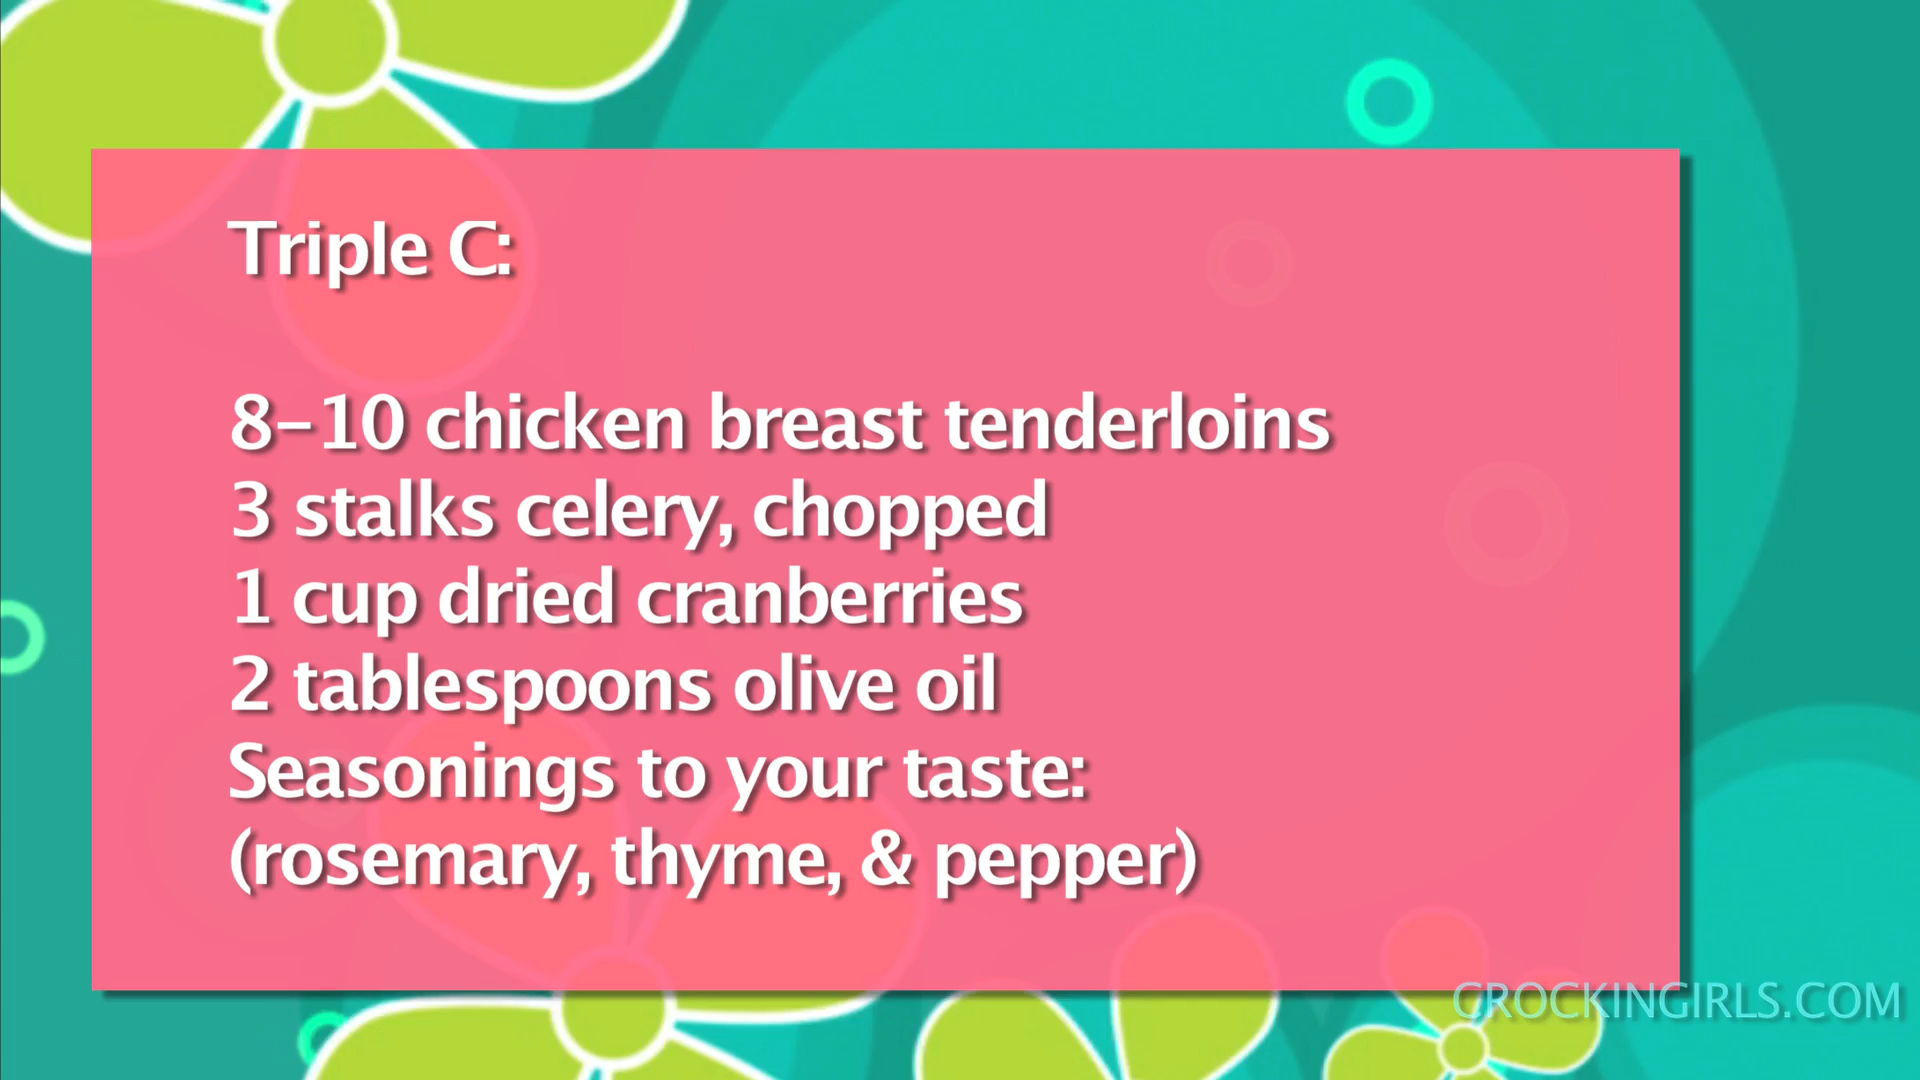 Triple C:
8-10 chicken breast tenderloins
3 stalks celery, chopped
1 cup dried cranberries
2 tablespoons olive oil
Seasonings to your taste:
(rosemary, thyme, & pepper)
CROCKINGIRLS.COM